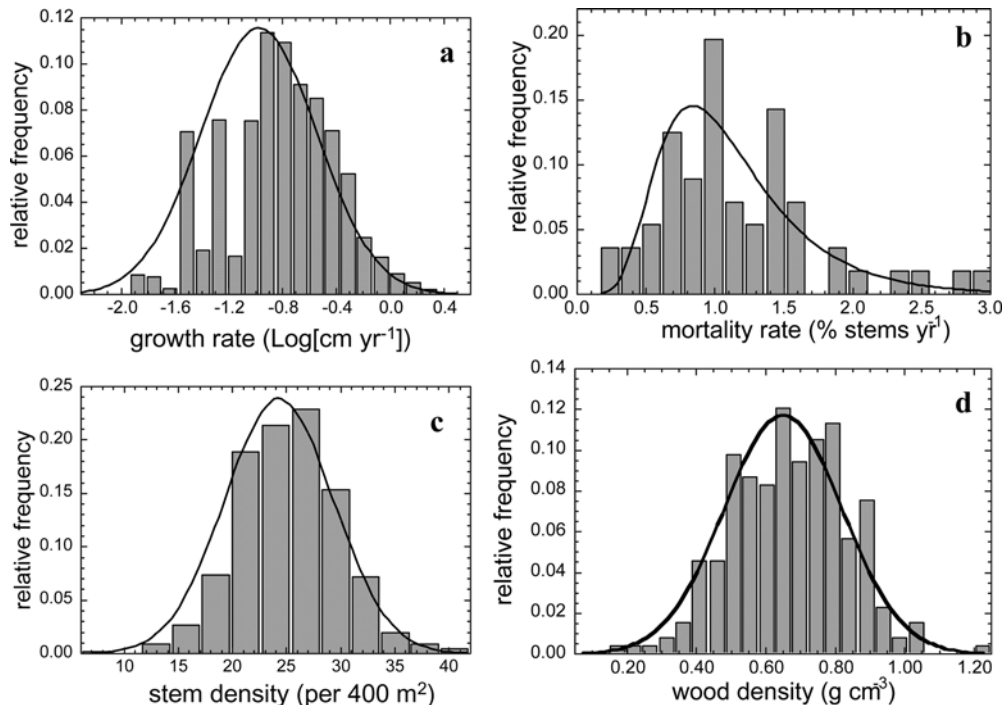 a
0.12
0.10
0.08
0.06
0.04
0.02
0.00
relative frequency
-2.0 -1.6 -1.2 -0.8 -0.4 0.0 0.4
growth rate (Log[cm yr-1])
b
0.20
0.15
0.10
0.05
0.00
relative frequency
0.0 0.5 1.0 1.5 2.0 2.5 3.0
mortality rate (% stems yr-1)
c
0.25
0.20
0.15
0.10
0.05
0.00
relative frequency
10 15 20 25 30 35 40
stem density (per 400 m2)
d
0.14
0.12
0.10
0.08
0.06
0.04
0.02
0.00
relative frequency
0.20 0.40 0.60 0.80 1.00 1.20
wood density (g cm-3)